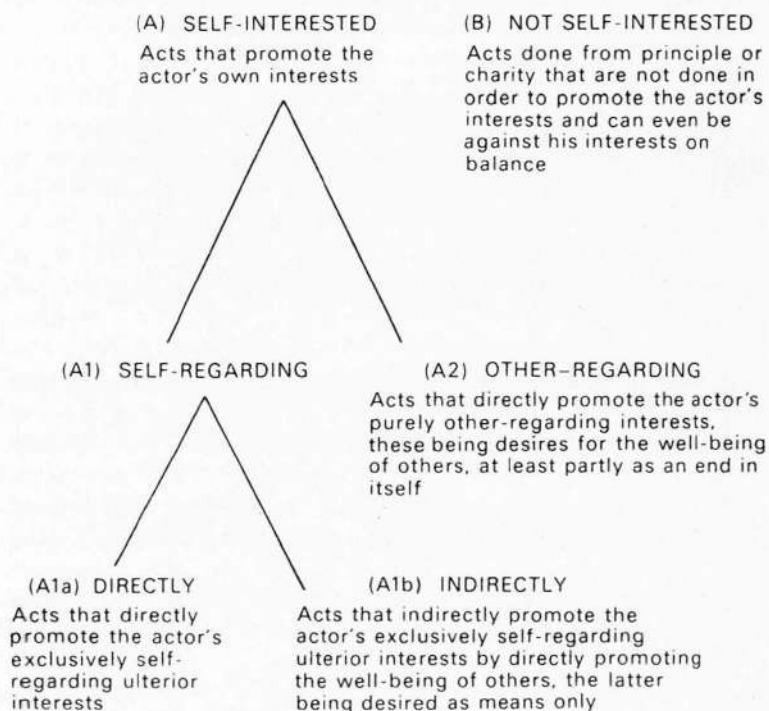 (A) SELF-INTERESTED
Acts that promote the
actor's own interests
(B) NOT SELF-INTERESTED
Acts done from principle or
charity that are not done in
order to promote the actor's
interests and can even be
against his interests on
balance
(A1) SELF-REGARDING
(A2) OTHER–REGARDING
Acts that directly promote the actor's
purely other-regarding interests,
these being desires for the well-being
of others, at least partly as an end in
itself
(A1a) DIRECTLY
Acts that directly
promote the actor's
exclusively self-
regarding ulterior
interests
(A1b) INDIRECTLY
Acts that indirectly promote the
actor's exclusively self-regarding
ulterior interests by directly promoting
the well-being of others, the latter
being desired as means only